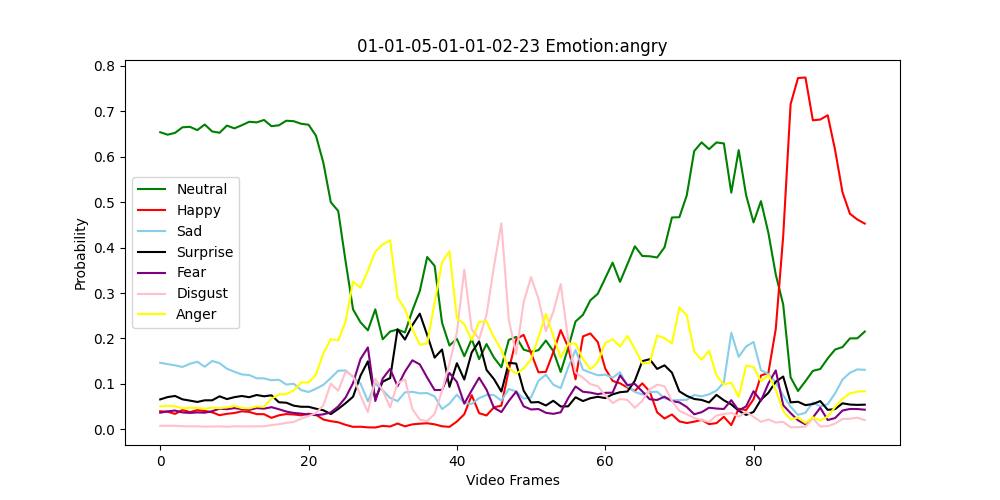 01-01-05-01-01-02-23 Emotion:angry
0.8
0.7
0.6
0.5
0.4
0.3
0.2
0.1
0.0
Probability
Neutral
Happy
Sad
Surprise
Fear
Disgust
Anger
0 20 40 60 80
Video Frames